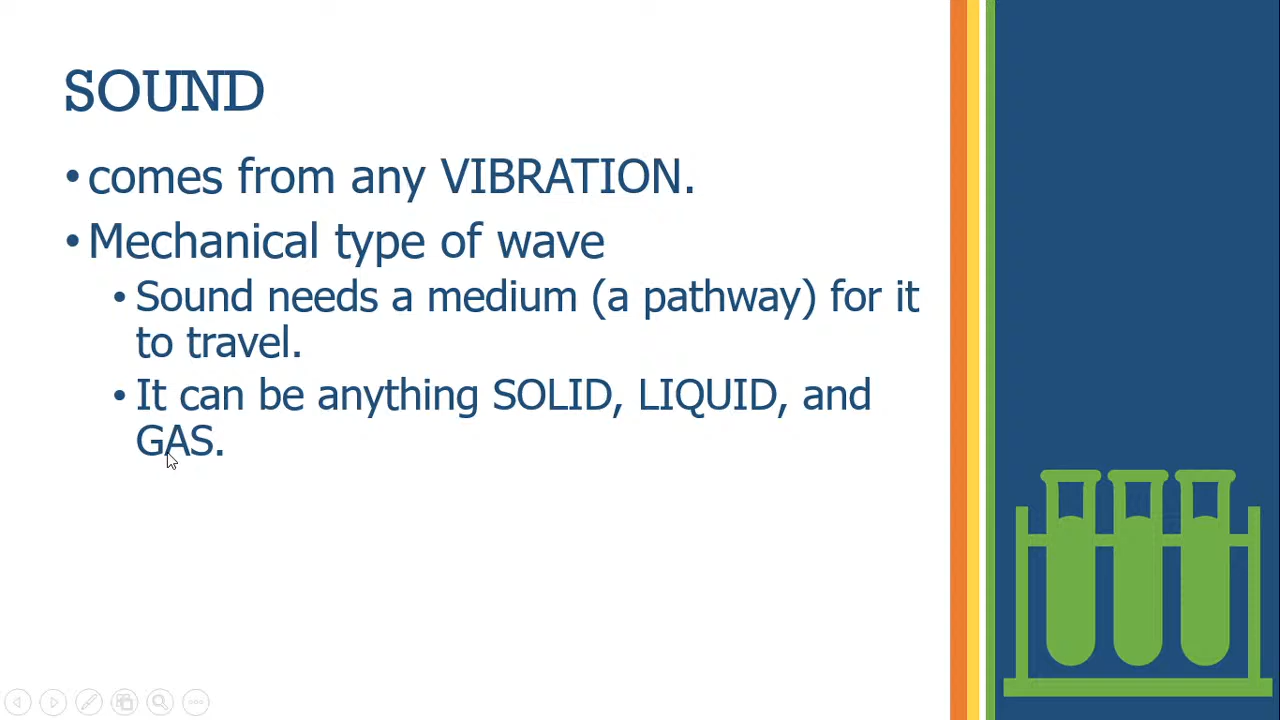 SOUND
•comes from any VIBRATION.
•Mechanical type of wave
•Sound needs a medium (a pathway) for it
to travel.
•It can be anything SOLID, LIQUID, and
GAS.